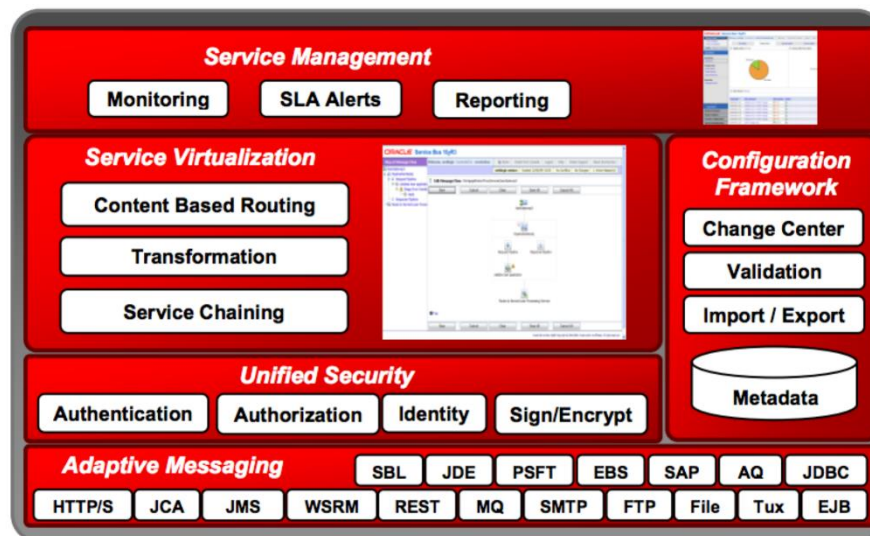 Service Management
Monitoring
SLA Alerts
Reporting
Service Virtualization
Content Based Routing
Transformation
Service Chaining
ORACLE Service Bus 10gR3
Configuration
Framework
Change Center
Validation
Import / Export
Metadata
Unified Security
Authentication
Authorization
Identity
Sign/Encrypt
Adaptive Messaging
SBL
JDE
PSFT
EBS
SAP
AQ
JDBC
HTTP/S
JCA
JMS
WSRM
REST
MQ
SMTP
FTP
File
Tux
EJB